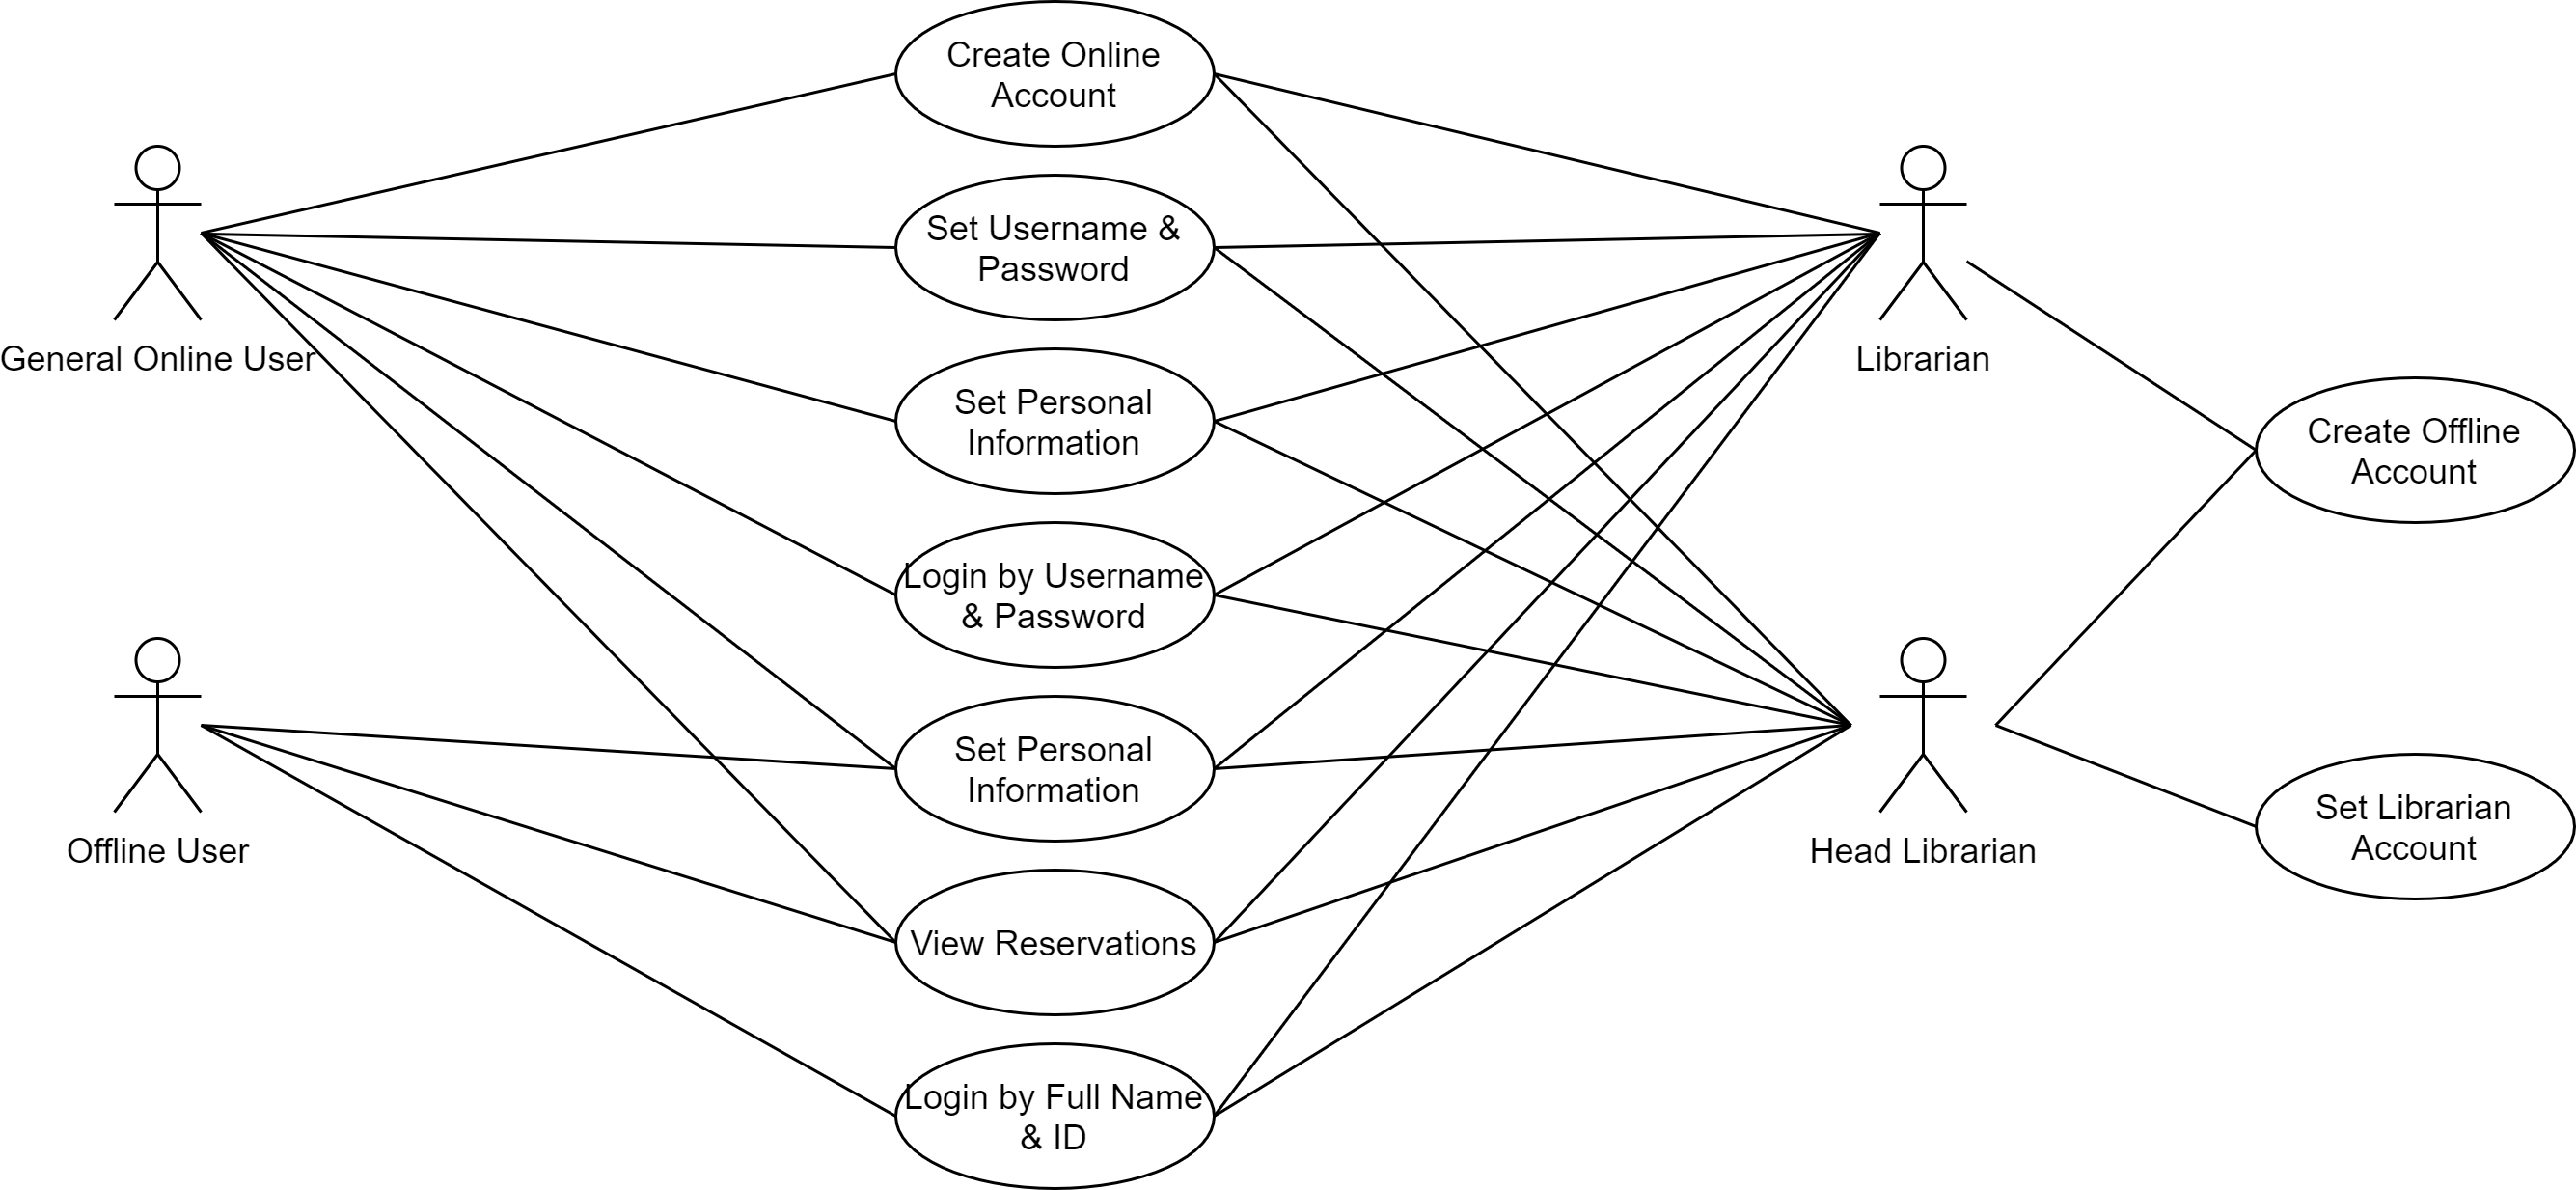 Create Online
Account
Set Username &
Password
General Online User
Librarian
Set Personal
Information
Create Offline
Account
Login by Username
& Password
Set Personal
Information
Offline User
Head Librarian
Set Librarian
Account
View Reservations
Login by Full Name
& ID